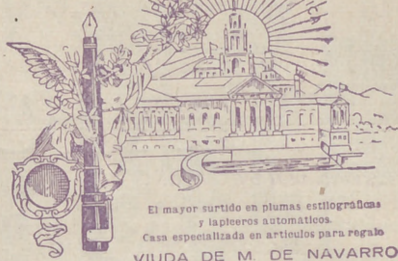 El mayor surtido en plumas estilográficas
y lapiceros automáticos.
Casa especializada en artículos para regalo
VIUDA DE M. DE NAVARRO